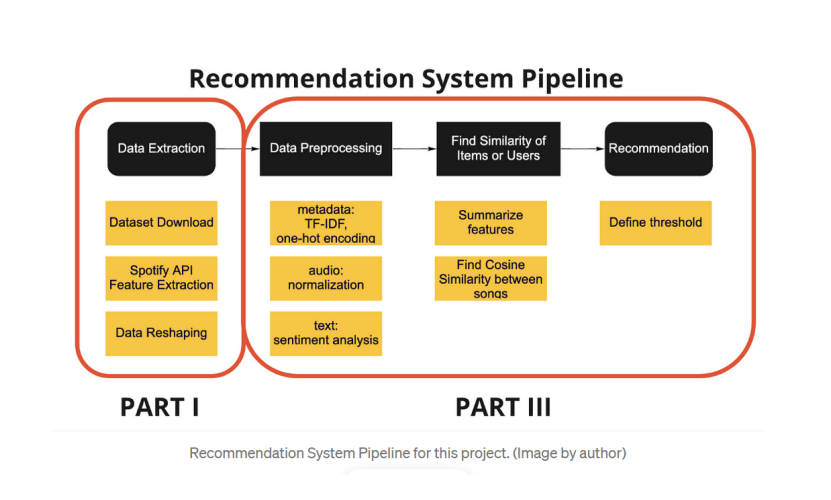 Recommendation System Pipeline
Data Extraction
Data Preprocessing
Find Similarity of
Items or Users
Recommendation
Dataset Download
Spotify API
Feature Extraction
Data Reshaping
metadata:
TF-IDF,
one-hot encoding
audio:
normalization
text:
sentiment analysis
Summarize
features
Find Cosine
Similarity between
songs
Define threshold
PART I
PART III
Recommendation System Pipeline for this project. (Image by author)